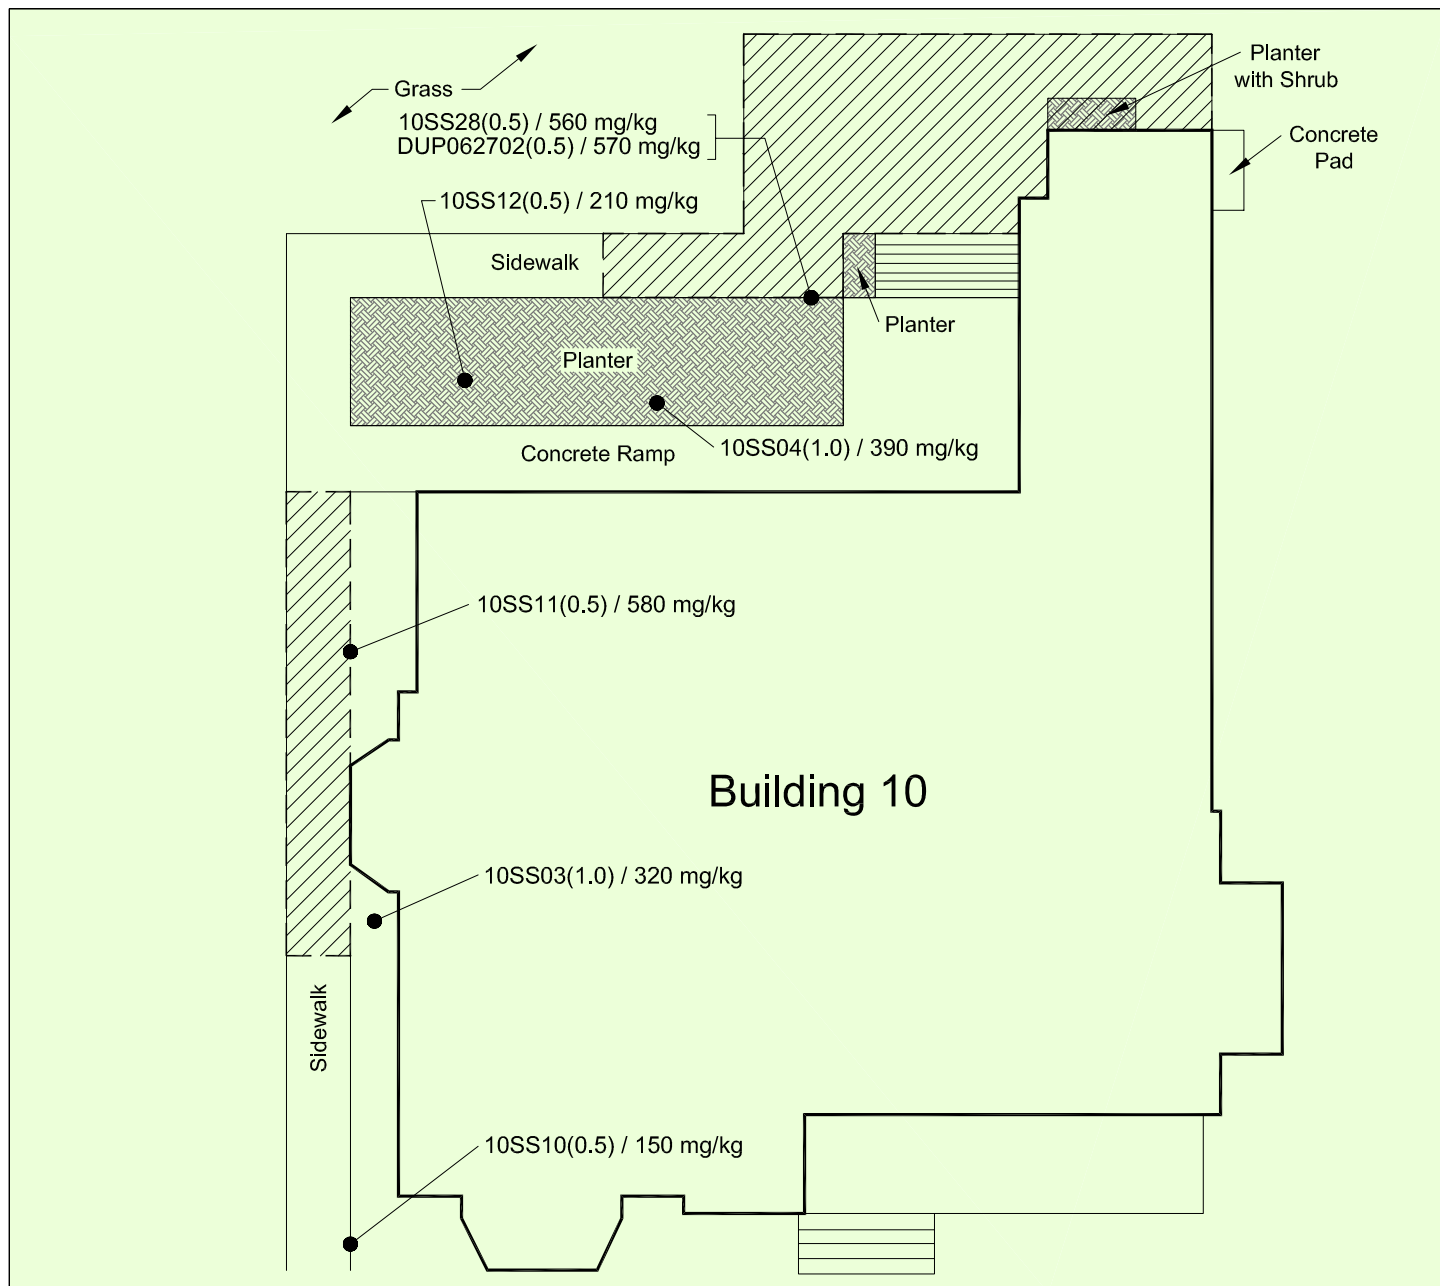 Grass
Planter
with Shrub
10SS28(0.5) / 560 mg/kg
DUP062702(0.5) / 570 mg/kg
Concrete
Pad
10SS12(0.5) / 210 mg/kg
Sidewalk
Planter
Planter
10SS04(1.0) / 390 mg/kg
Concrete Ramp
10SS11(0.5) / 580 mg/kg
Building 10
10SS03(1.0) / 320 mg/kg
Sidewalk
10SS10(0.5) / 150 mg/kg